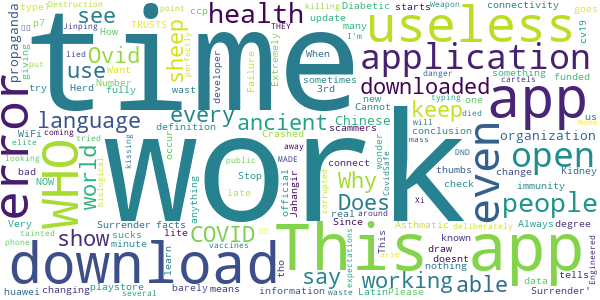 propaganda
type
Destruction
Jinping
THEY
TRUSTS
ccp
see
lied
How
p7
put
point
killing
Weapon
goes
I'm
cv19
health
Diabetic
starts
update
many
connectivity
useless
time
Ovid
sheep
giving
use
Want
Herd
try
Number
fully
wast
Failure
perfectly
Extremely
developer
sometimes
3rd
When
danger
application
something
funded
downloaded
new
Cannot
typing
one
died
cartels
us
none
error
language
every
ancient
Chinese
keep
will
mass
app
WiFi
elite
coming
tried
Crashed
definition
scammers
conclusion
organization
WHO
World
NOW
bad
looking
kissing
biological
occur
away
wonder
MADE
connect
CovidSafe
DND
even
open
Kidney
thumbs
immunity
Why
Does
work
public
late
Stop
anything
official
corrupted
Jahangir
real
around
Xi
check
change
people
show
COVID
Very
tainted
phone
Surrender facts
sucks
lite
minute
changing
tho
playstore
several
download
vaccines
learn
barely
means
information
Since
expectations
This
arse
waste
This app
say
working
known
draw
doesnt
nothing
LatinPlease
able
Always
Asthmatic
degree
deliberately
data
tells
Engineered
Surrender'
huawei
However